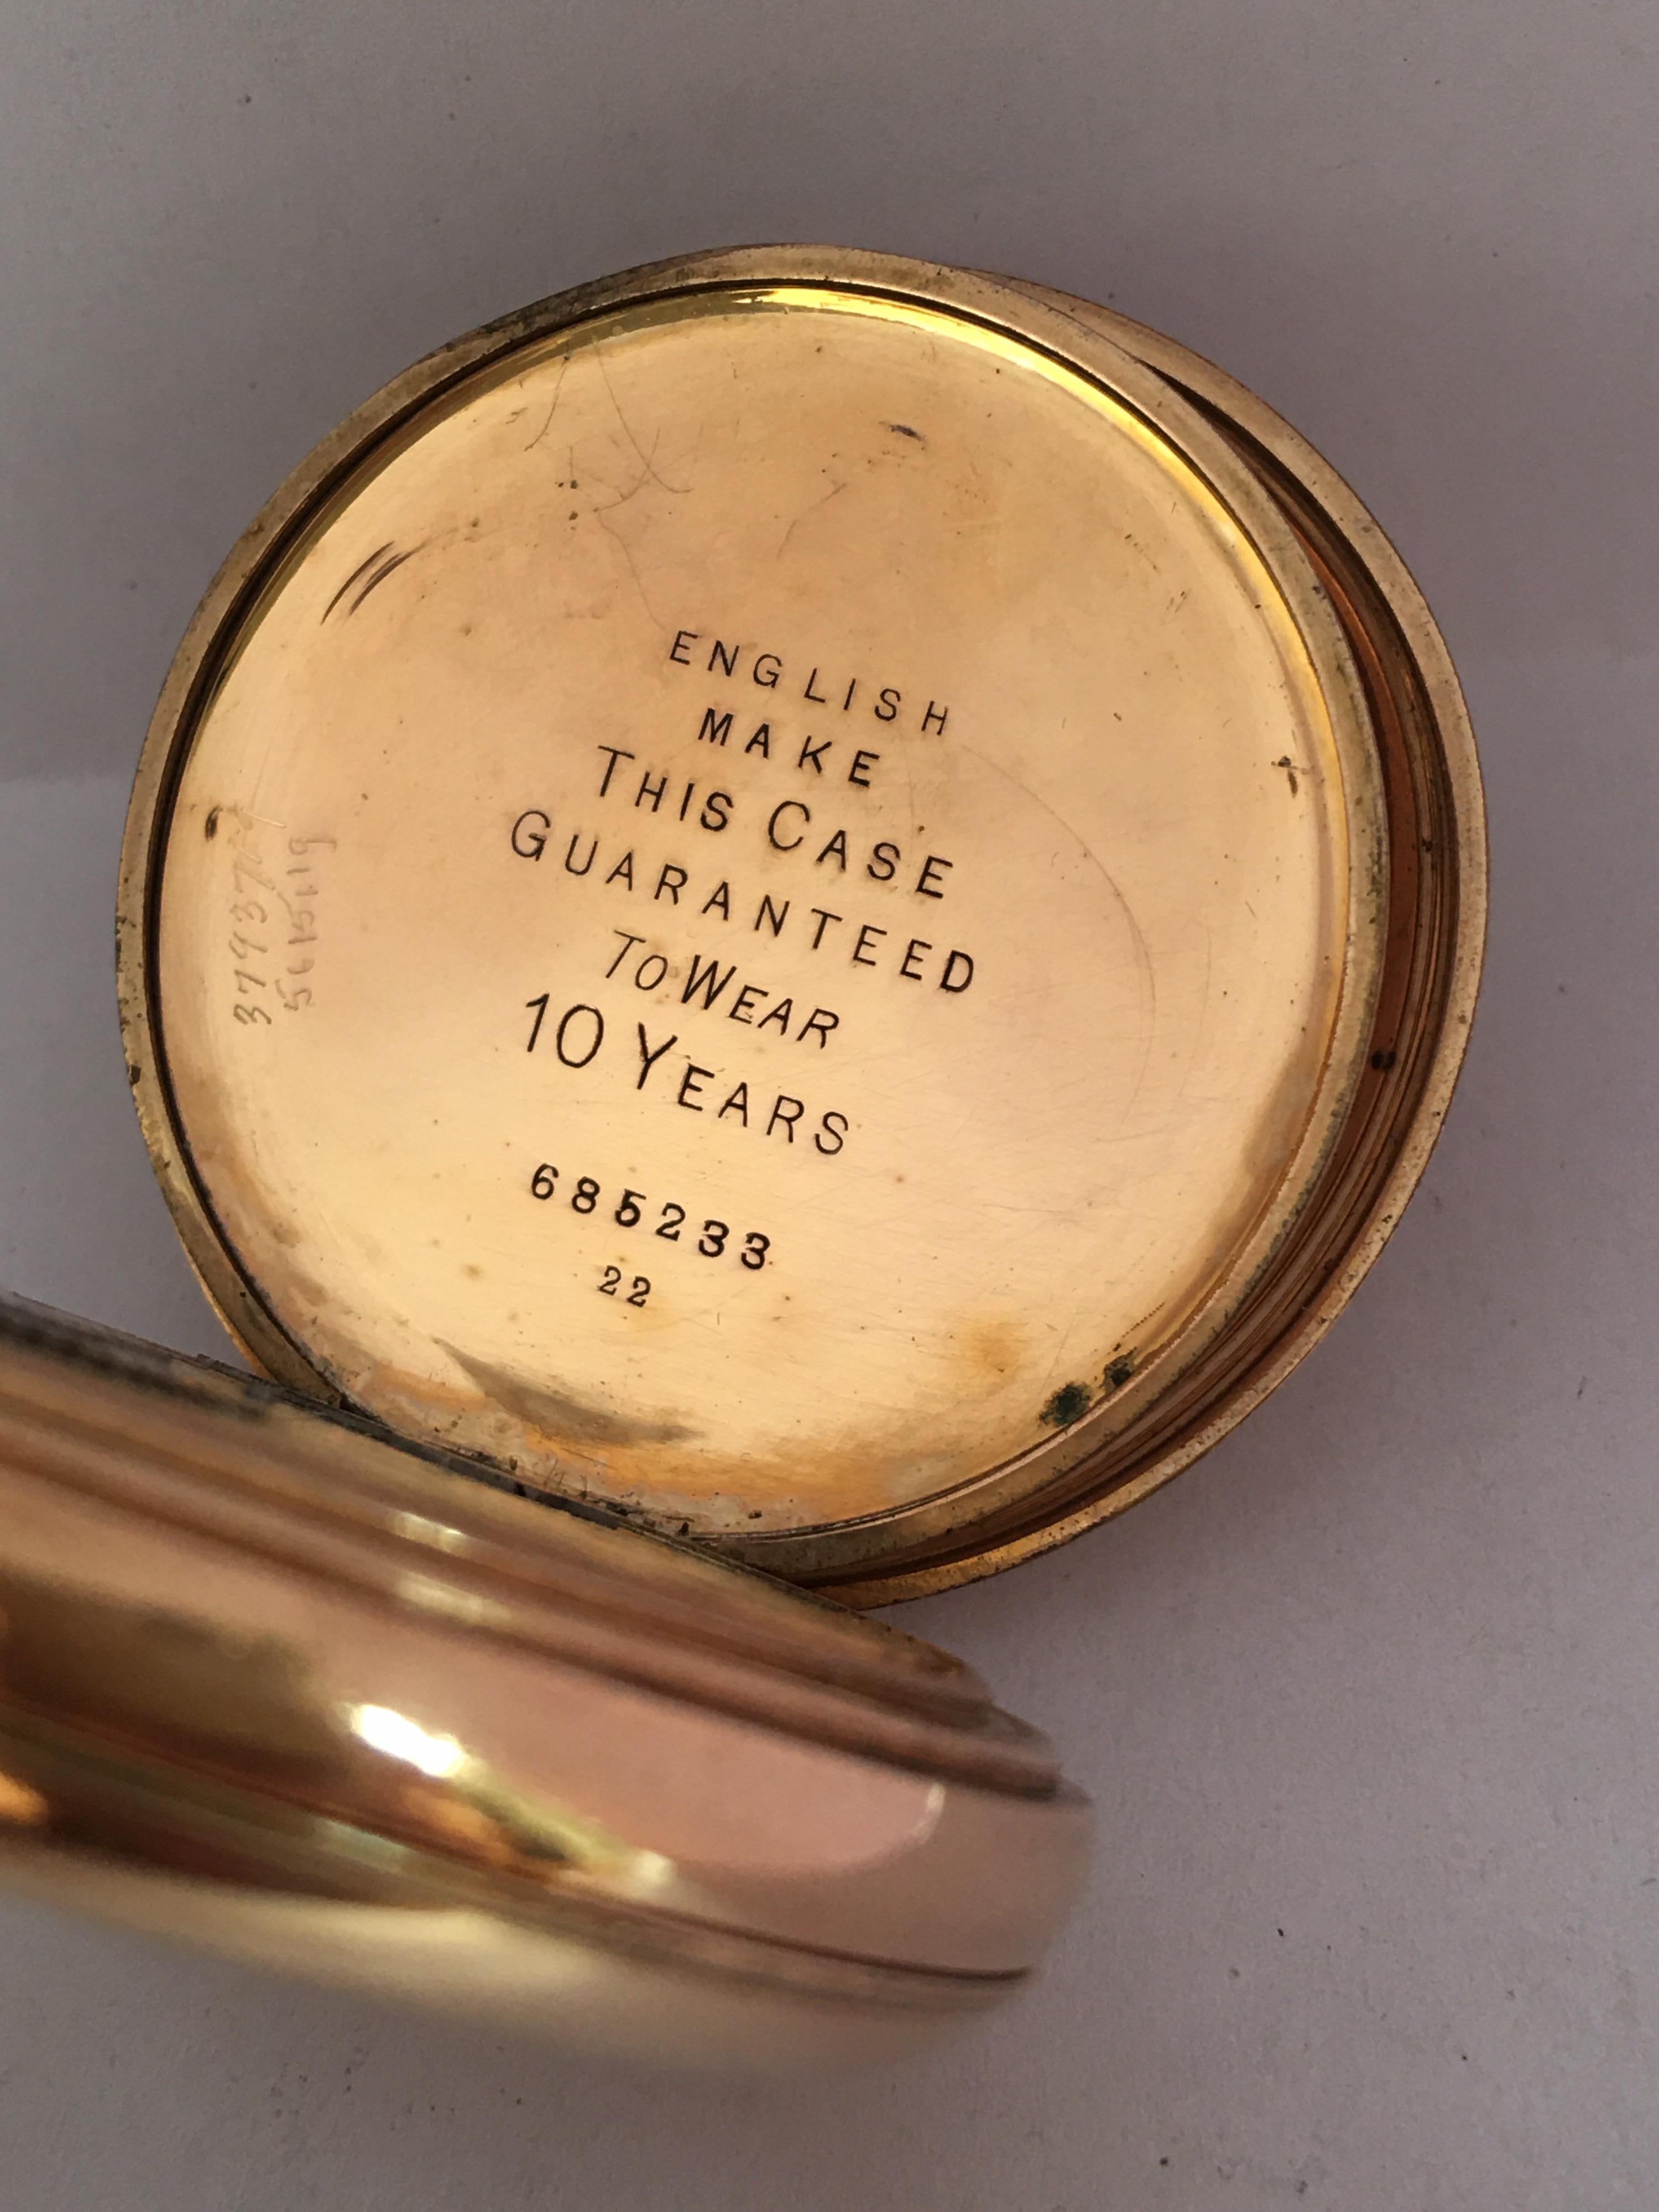 ENGLISH
MAKE
THIS CASE
GUARANTEED
TO WEAR
10 YEARS
685233
22